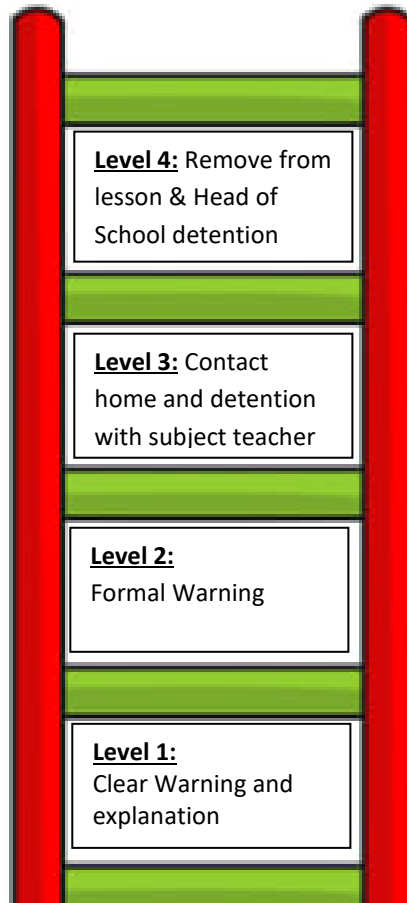 Level 4: Remove from
lesson & Head of
School detention
Level 3: Contact
home and detention
with subject teacher
Level 2:
Formal Warning
Level 1:
Clear Warning and
explanation